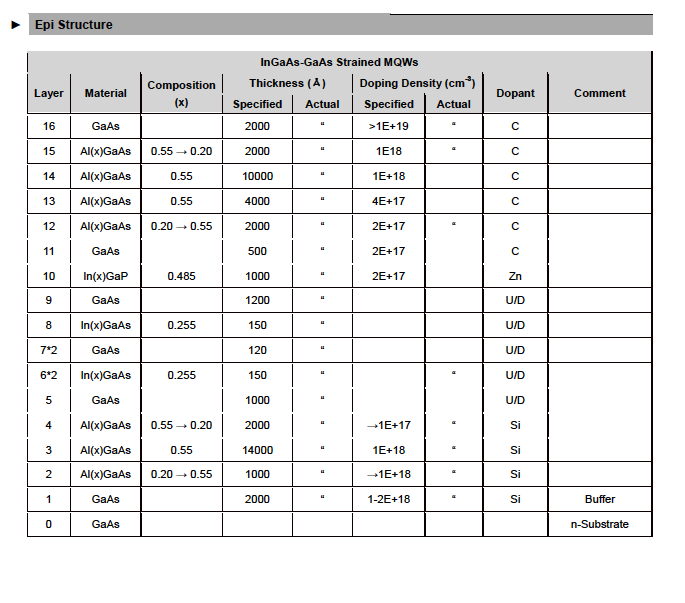 ► Epi Structure
InGaAs-GaAs Strained MQWs
Layer Material Composition (x) Thickness (Å) Doping Density (cm⁻³) Dopant Comment
Specified Actual Specified Actual
16 GaAs 2000 “ >1E+19 “ C
15 Al(x)GaAs 0.55 → 0.20 2000 “ 1E18 “ C
14 Al(x)GaAs 0.55 10000 “ 1E+18 C
13 Al(x)GaAs 0.55 4000 “ 4E+17 C
12 Al(x)GaAs 0.20 → 0.55 2000 “ 2E+17 “ C
11 GaAs 500 “ 2E+17 C
10 In(x)GaP 0.485 1000 “ 2E+17 Zn
9 GaAs 1200 “ U/D
8 In(x)GaAs 0.255 150 “ U/D
7*2 GaAs 120 “ U/D
6*2 In(x)GaAs 0.255 150 “ “ U/D
5 GaAs 1000 “ U/D
4 Al(x)GaAs 0.55 → 0.20 2000 “ →1E+17 “ Si
3 Al(x)GaAs 0.55 14000 “ 1E+18 “ Si
2 Al(x)GaAs 0.20 → 0.55 1000 “ →1E+18 “ Si
1 GaAs 2000 “ 1-2E+18 “ Si Buffer
0 GaAs n-Substrate